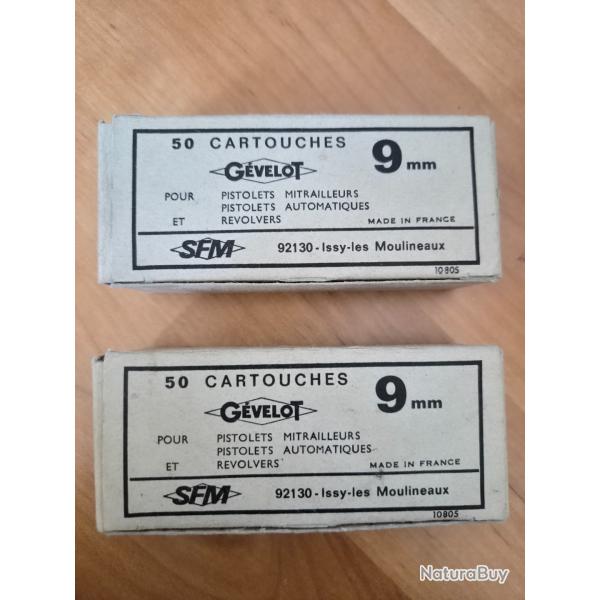 50 CARTOUCHES
GÉVELOT
9 mm
POUR PISTOLETS MITRAILLEURS
PISTOLETS AUTOMATIQUES
ET REVOLVERS MADE IN FRANCE
SFM 92130-Issy-les Moulineaux
10805
50 CARTOUCHES
GÉVELOT
9 mm
POUR PISTOLETS MITRAILLEURS
PISTOLETS AUTOMATIQUES
ET REVOLVERS MADE IN FRANCE
SFM 92130-Issy-les Moulineaux
10805
NaturaBuy